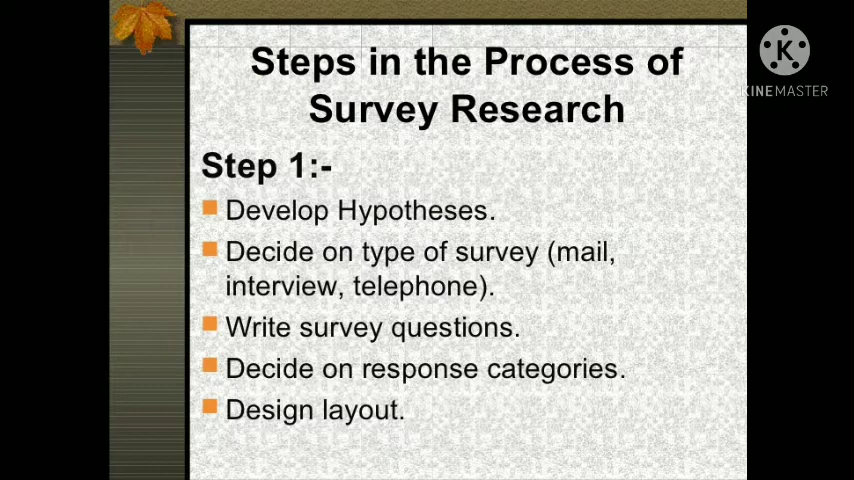 Steps in the Process of
Survey Research
K
KINEMASTER
Step 1:-
Develop Hypotheses.
Decide on type of survey (mail,
interview, telephone).
Write survey questions.
Decide on response categories.
Design layout.